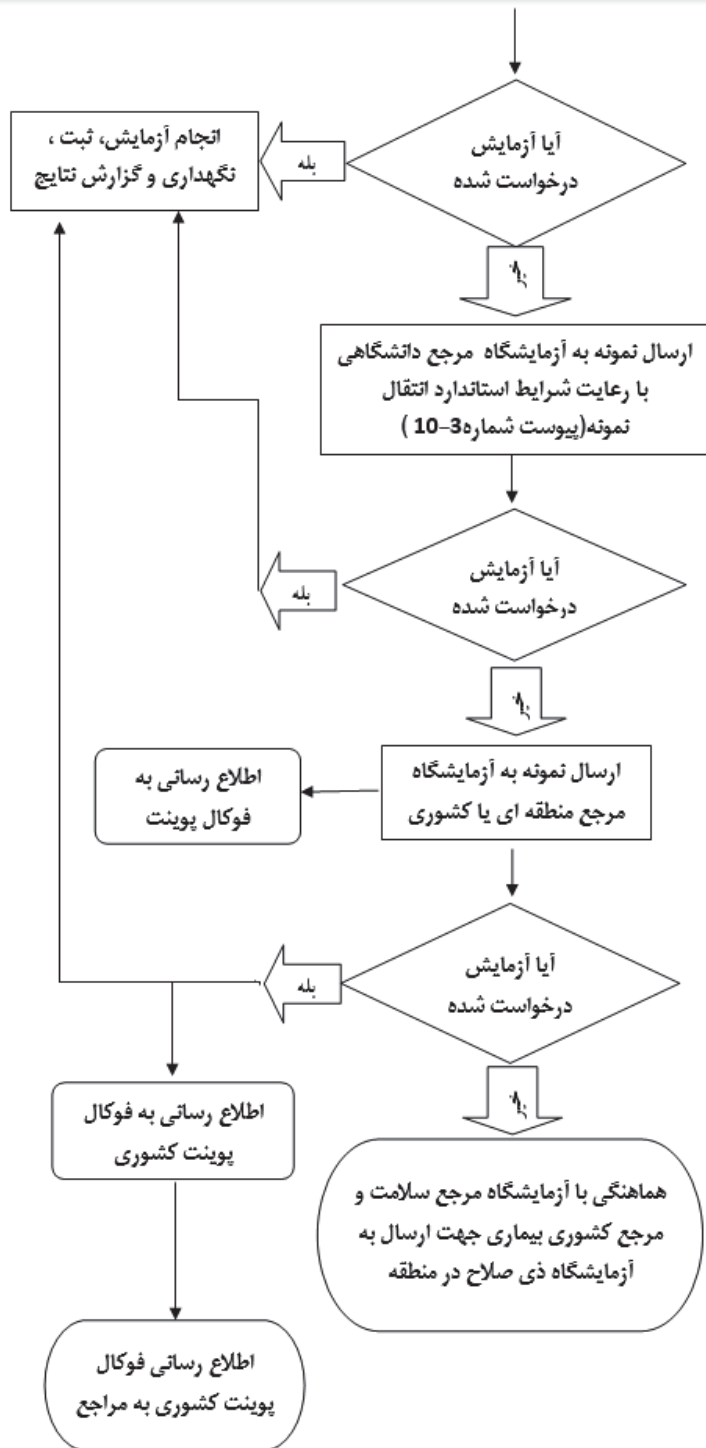 آیا آزمایش
درخواست شده
بله
انجام آزمایش، ثبت ،
نگهداری و گزارش نتایج
خیر
ارسال نمونه به آزمایشگاه مرجع دانشگاهی
با رعایت شرایط استاندارد انتقال
نمونه(پیوست شماره3-10 )
آیا آزمایش
درخواست شده
بله
خیر
ارسال نمونه به آزمایشگاه
مرجع منطقه ای یا کشوری
اطلاع رسانی به
فوکال پوینت
آیا آزمایش
درخواست شده
بله
خیر
اطلاع رسانی به فوکال
پوینت کشوری
هماهنگی با آزمایشگاه مرجع سلامت و
مرجع کشوری بیماری جهت ارسال به
آزمایشگاه ذی صلاح در منطقه
اطلاع رسانی فوکال
پوینت کشوری به مراجع